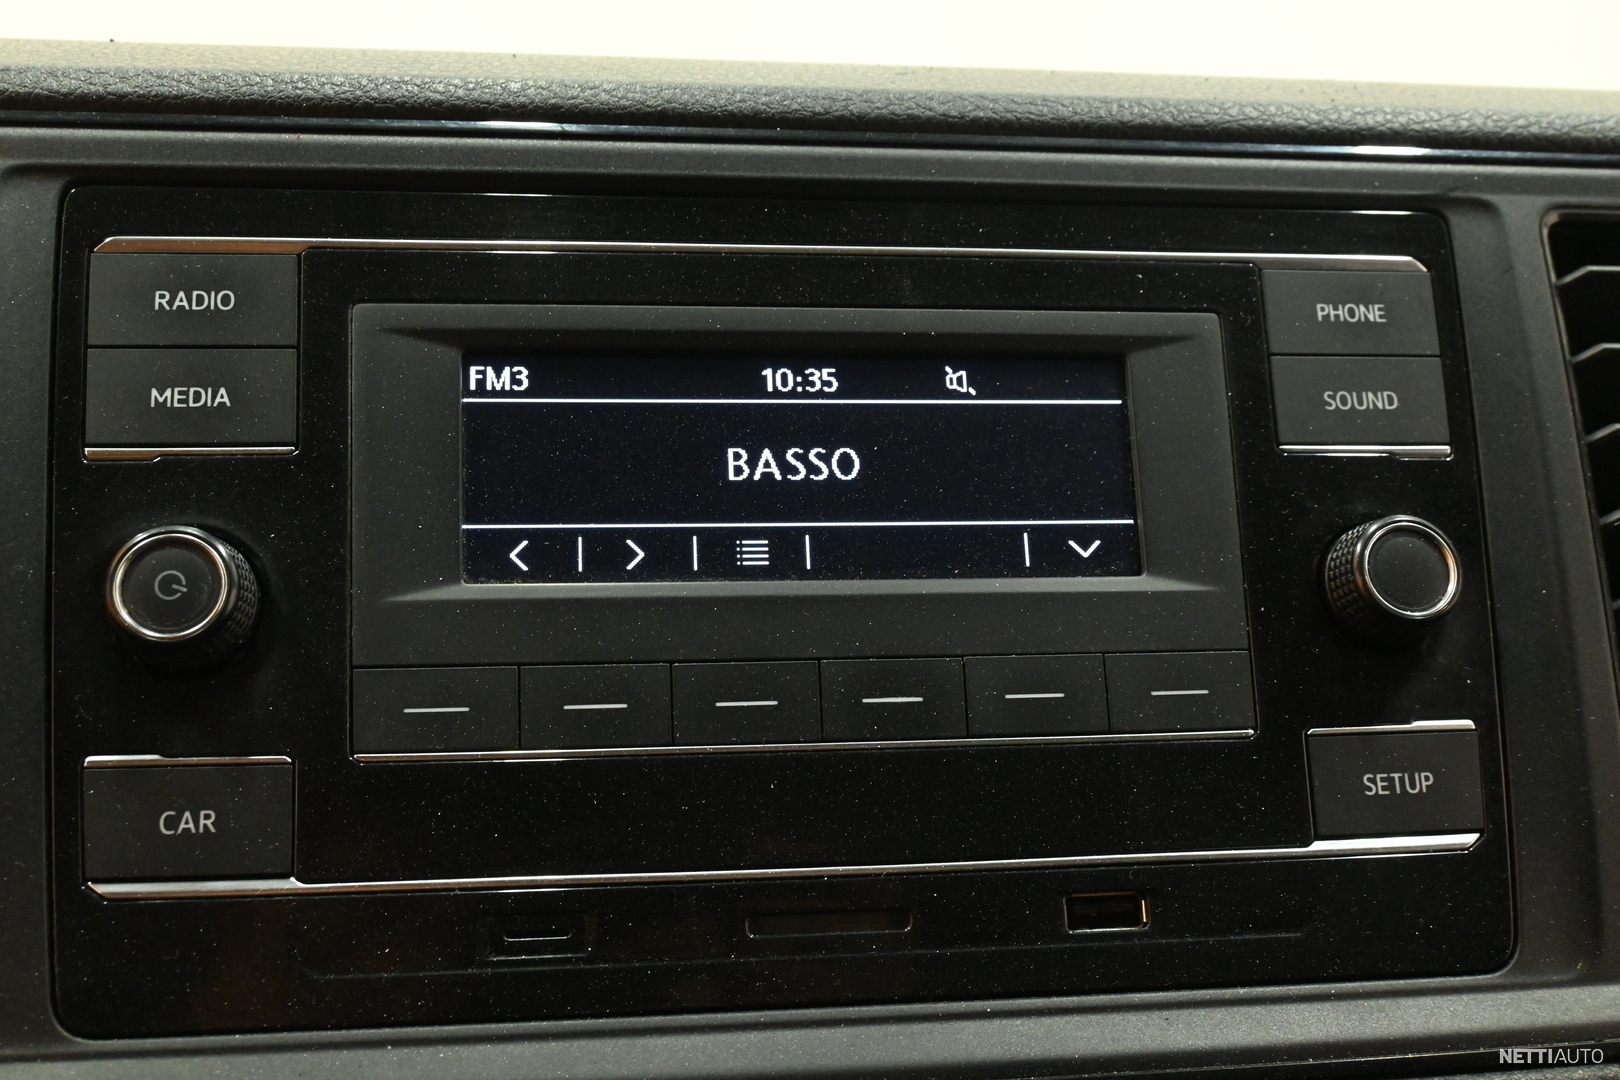 RADIO
MEDIA
FM3 10:35
BASSO
PHONE
SOUND
CAR
SETUP
NETTIAUTO